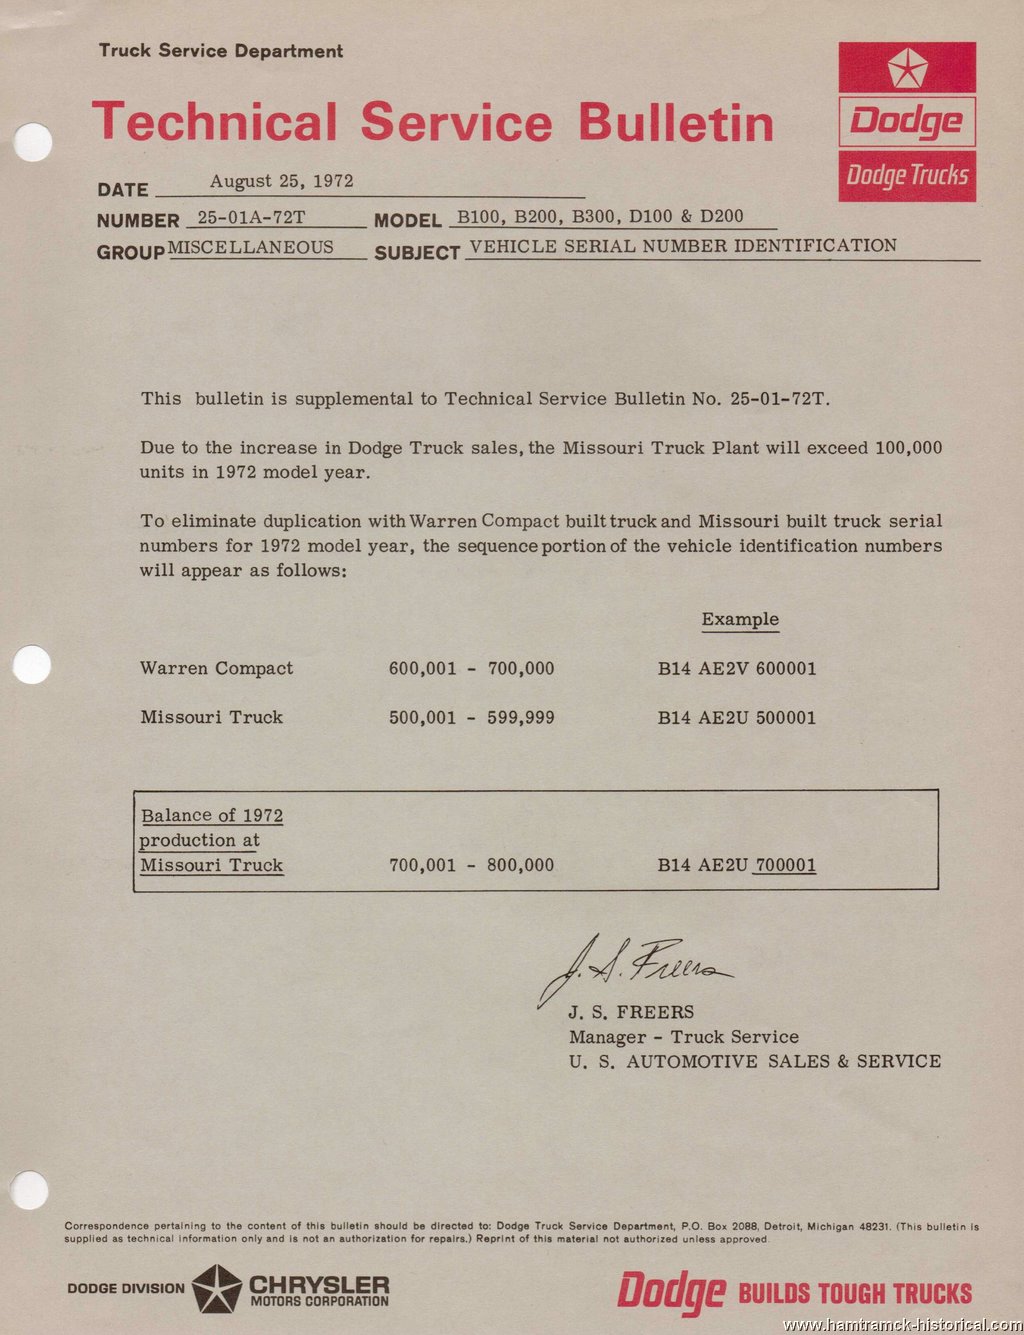 Truck Service Department
Technical Service Bulletin
Dodge
Dodge Trucks
DATE August 25, 1972
NUMBER 25-01A-72T MODEL B100, B200, B300, D100 & D200
GROUP MISCELLANEOUS SUBJECT VEHICLE SERIAL NUMBER IDENTIFICATION
This bulletin is supplemental to Technical Service Bulletin No. 25-01-72T.
Due to the increase in Dodge Truck sales, the Missouri Truck Plant will exceed 100,000
units in 1972 model year.
To eliminate duplication with Warren Compact built truck and Missouri built truck serial
numbers for 1972 model year, the sequence portion of the vehicle identification numbers
will appear as follows:
Example
Warren Compact 600,001 - 700,000 B14 AE2V 600001
Missouri Truck 500,001 - 599,999 B14 AE2U 500001
Balance of 1972
production at
Missouri Truck 700,001 - 800,000 B14 AE2U 700001
J. S. Freers
J. S. FREERS
Manager - Truck Service
U. S. AUTOMOTIVE SALES & SERVICE
Correspondence pertaining to the content of this bulletin should be directed to: Dodge Truck Service Department, P.O. Box 2088, Detroit, Michigan 48231. (This bulletin is
supplied as technical information only and is not an authorization for repairs.) Reprint of this material not authorized unless approved.
DODGE DIVISION CHRYSLER
MOTORS CORPORATION
Dodge BUILDS TOUGH TRUCKS
www.hamtramck-historical.com